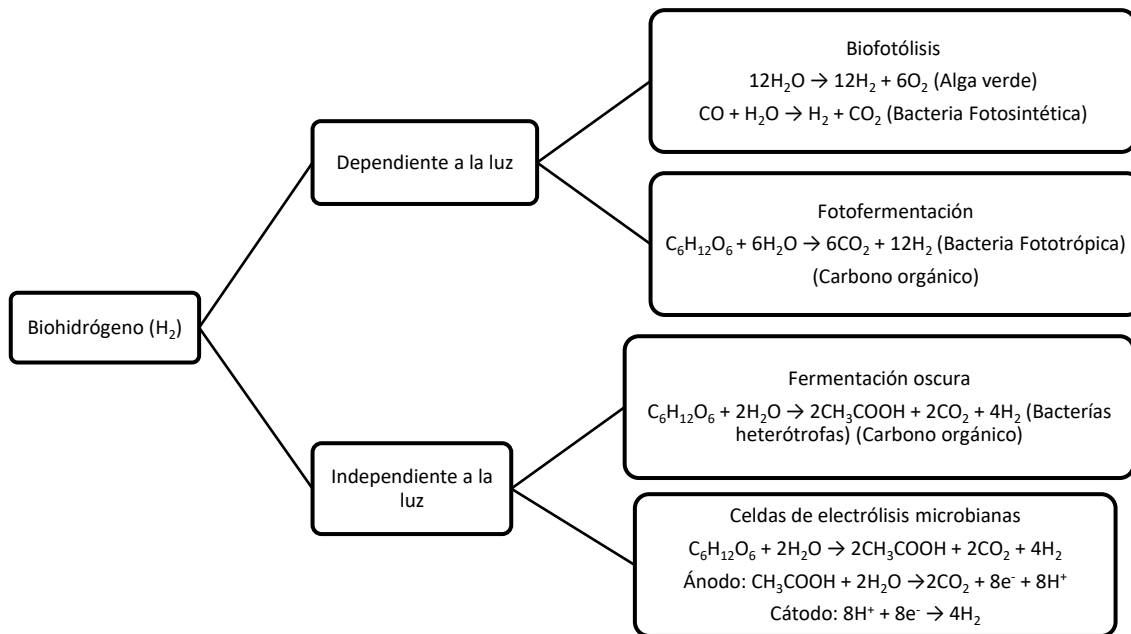 Biohidrógeno (H₂)
Dependiente a la luz
Biofotólisis
12H₂O → 12H₂ + 6O₂ (Alga verde)
CO + H₂O → H₂ + CO₂ (Bacteria Fotosintética)
Fotofermentación
C₆H₁₂O₆ + 6H₂O → 6CO₂ + 12H₂ (Bacteria Fototrópica)
(Carbono orgánico)
Independiente a la
luz
Fermentación oscura
C₆H₁₂O₆ + 2H₂O → 2CH₃COOH + 2CO₂ + 4H₂ (Bacterías
heterótrofas) (Carbono orgánico)
Celdas de electrólisis microbianas
C₆H₁₂O₆ + 2H₂O → 2CH₃COOH + 2CO₂ + 4H₂
Ánodo: CH₃COOH + 2H₂O →2CO₂ + 8e⁻ + 8H⁺
Cátodo: 8H⁺ + 8e⁻ → 4H₂